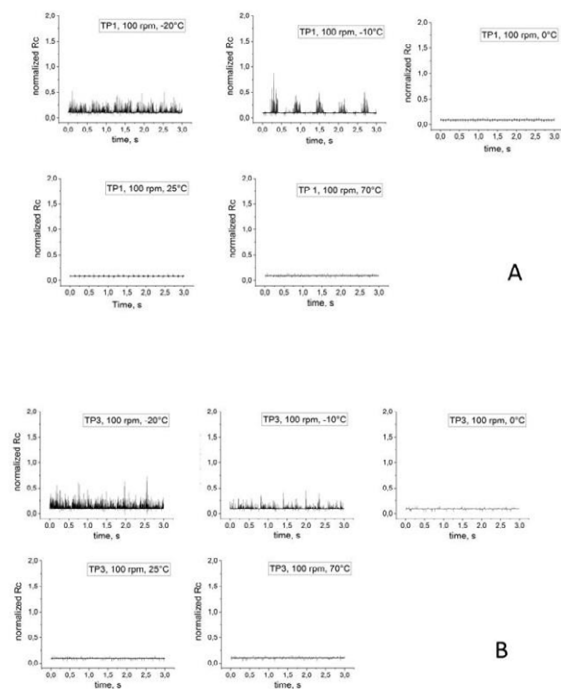 TP1, 100 rpm, -20°C
normalized Rc
2,0
1,5
1,0
0,5
0,0
0,0 0,5 1,0 1,5 2,0 2,5 3,0
time, s
TP1, 100 rpm, -10°C
normalized Rc
2,0
1,5
1,0
0,5
0,0
0,0 0,5 1,0 1,5 2,0 2,5 3,0
time, s
TP1, 100 rpm, 0°C
normalized Rc
2,0
1,5
1,0
0,5
0,0
0,0 0,5 1,0 1,5 2,0 2,5 3,0
time, s
TP1, 100 rpm, 25°C
normalized Rc
2,0
1,5
1,0
0,5
0,0
0,0 0,5 1,0 1,5 2,0 2,5 3,0
Time, s
TP 1, 100 rpm, 70°C
normalized Rc
2,0
1,5
1,0
0,5
0,0
0,0 0,5 1,0 1,5 2,0 2,5 3,0
time, s
A
TP3, 100 rpm, -20°C
normalized Rc
2,0
1,5
1,0
0,5
0,0
0,0 0,5 1,0 1,5 2,0 2,5 3,0
time, s
TP3, 100 rpm, -10°C
normalized Rc
2,0
1,5
1,0
0,5
0,0
0,0 0,5 1,0 1,5 2,0 2,5 3,0
time, s
TP3, 100 rpm, 0°C
normalized Rc
2,0
1,5
1,0
0,5
0,0
0,0 0,5 1,0 1,5 2,0 2,5 3,0
time, s
TP3, 100 rpm, 25°C
normalized Rc
2,0
1,5
1,0
0,5
0,0
0,0 0,5 1,0 1,5 2,0 2,5 3,0
time, s
TP3, 100 rpm, 70°C
normalized Rc
2,0
1,5
1,0
0,5
0,0
0,0 0,5 1,0 1,5 2,0 2,5 3,0
time, s
B